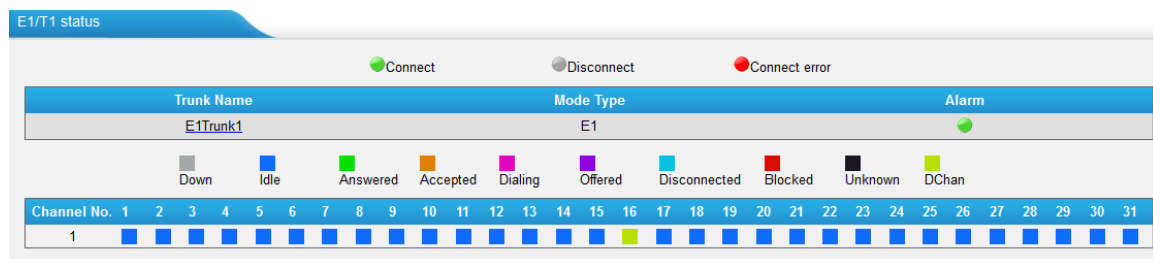 E1/T1 status
Connect Disconnect Connect error
Trunk Name Mode Type Alarm
E1Trunk1 E1
Down Idle Answered Accepted Dialing Offered Disconnected Blocked Unknown DChan
Channel No. 1 2 3 4 5 6 7 8 9 10 11 12 13 14 15 16 17 18 19 20 21 22 23 24 25 26 27 28 29 30 31
1